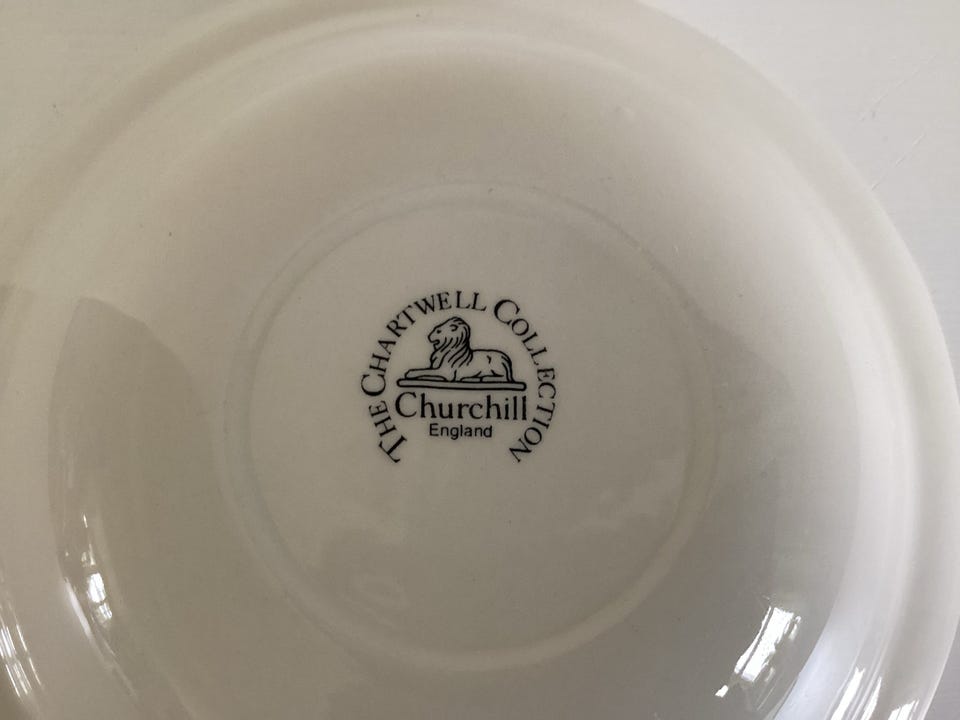 THE CHARTWELL COLLECTION
Churchill
England